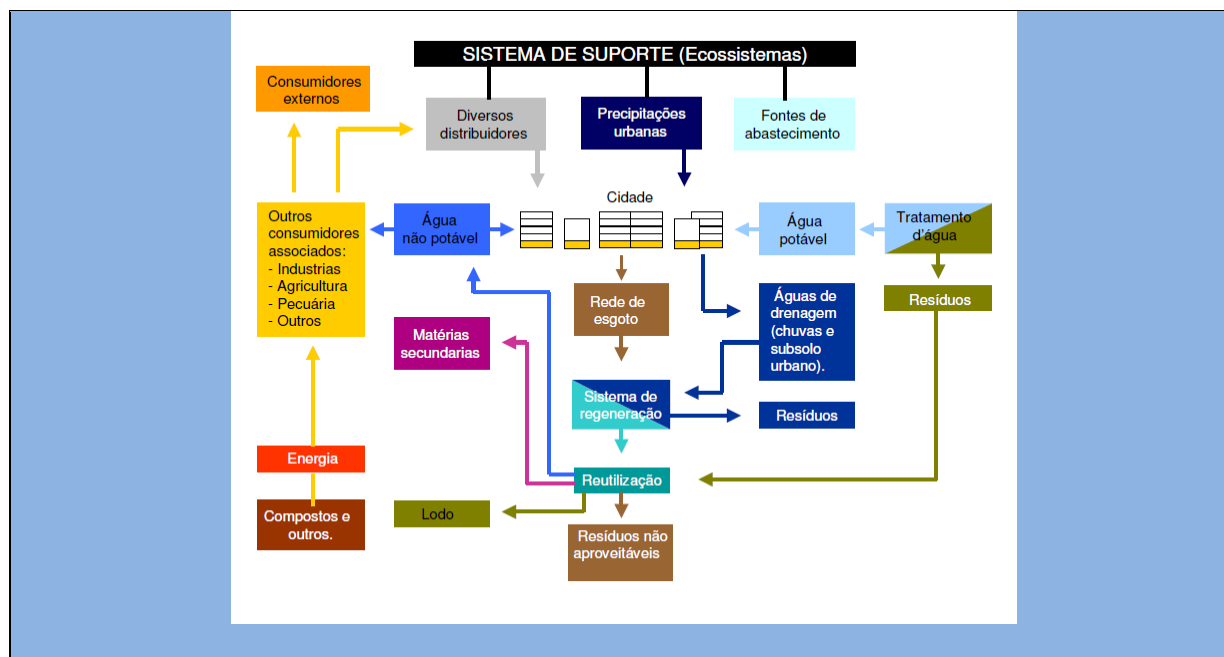 SISTEMA DE SUPORTE (Ecossistemas)
Consumidores
externos
Diversos
distribuidores
Precipitações
urbanas
Fontes de
abastecimento
Cidade
Outros
consumidores
associados:
- Industrias
- Agricultura
- Pecuária
- Outros
Água
não potável
Água
potável
Tratamento
d'água
Rede de
esgoto
Águas de
drenagem
(chuvas e
subsolo
urbano).
Resíduos
Matérias
secundarias
Sistema de
regeneração
Resíduos
Energia
Reutilização
Compostos e
outros.
Lodo
Resíduos não
aproveitáveis